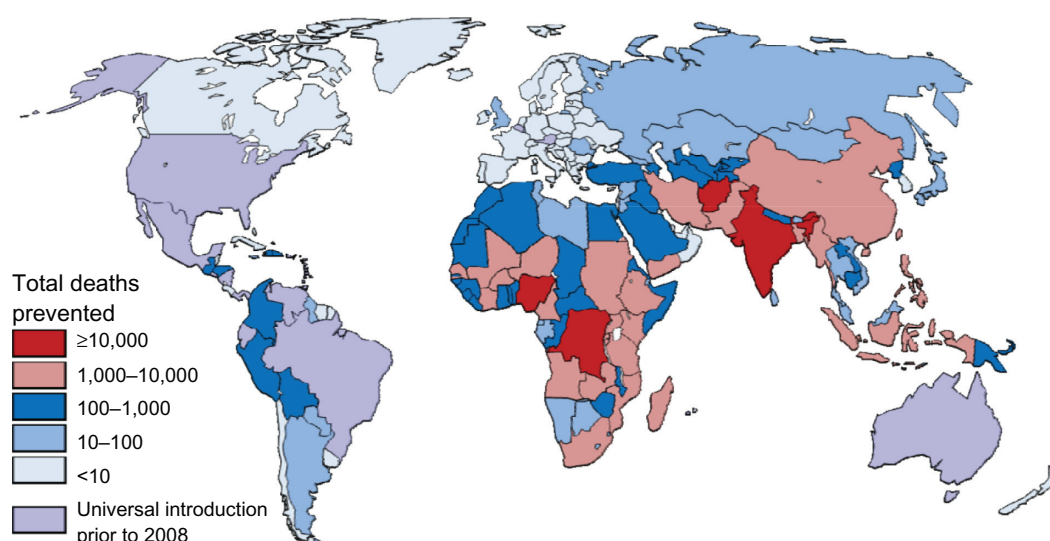 Total deaths
prevented
≥10,000
1,000–10,000
100–1,000
10–100
<10
Universal introduction
prior to 2008